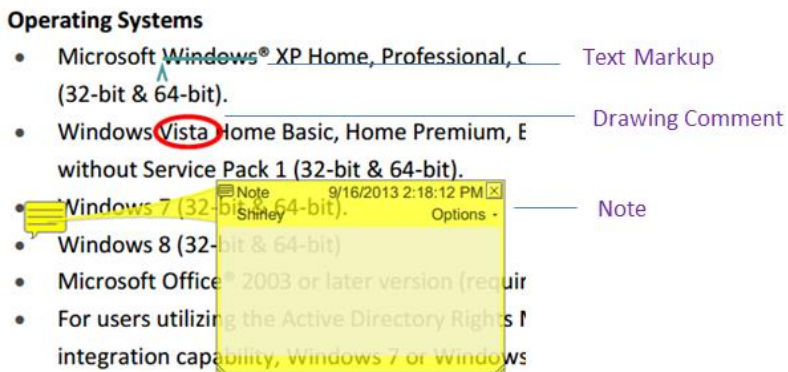 Operating Systems
• Microsoft Windows® XP Home, Professional, Text Markup
(32-bit & 64-bit).
Drawing Comment
• Windows Vista Home Basic, Home Premium,
without Service Pack 1 (32-bit & 64-bit).
Note 9/16/2013 2:18:12 PM
• Windows 7 (32-bit & 64-bit). Note
Shirley Options
• Windows 8 (32-bit & 64-bit)
• Microsoft Office® 2003 or later version
• For users utilizing the Active Directory Rights
integration capability, Windows 7 or Windows